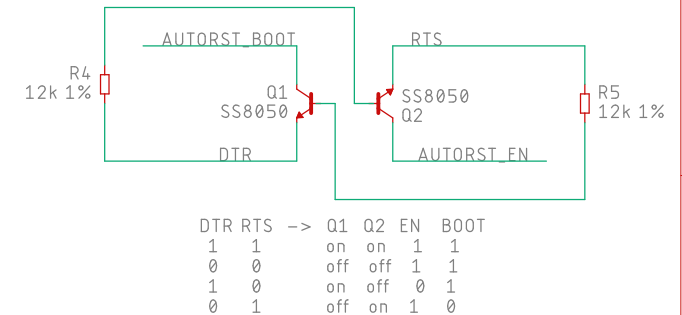 AUTORST_BOOT
RTS
R4
12k 1%
Q1
SS8050
SS8050
Q2
R5
12k 1%
DTR
AUTORST_EN
DTR RTS -> Q1 Q2 EN BOOT
1 1 on on 1 1
0 0 off off 1 1
1 0 on off 0 1
0 1 off on 1 0